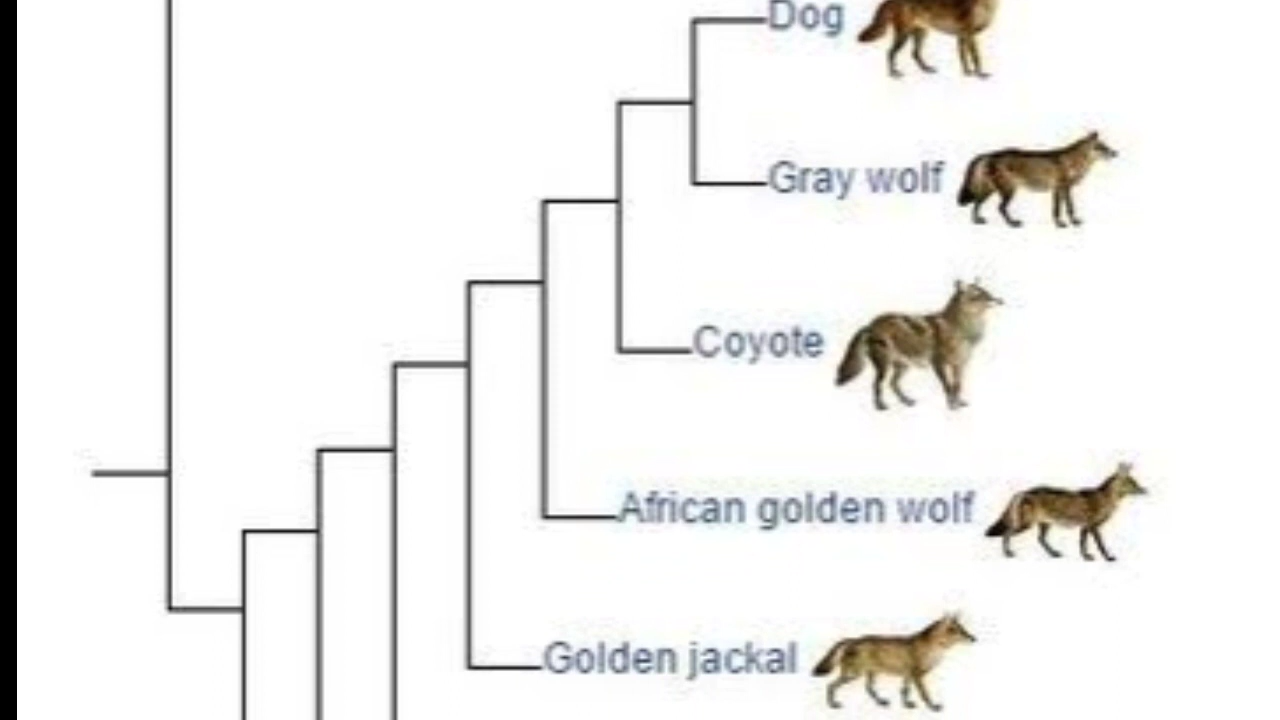 Dog
Gray wolf
Coyote
African golden wolf
Golden jackal